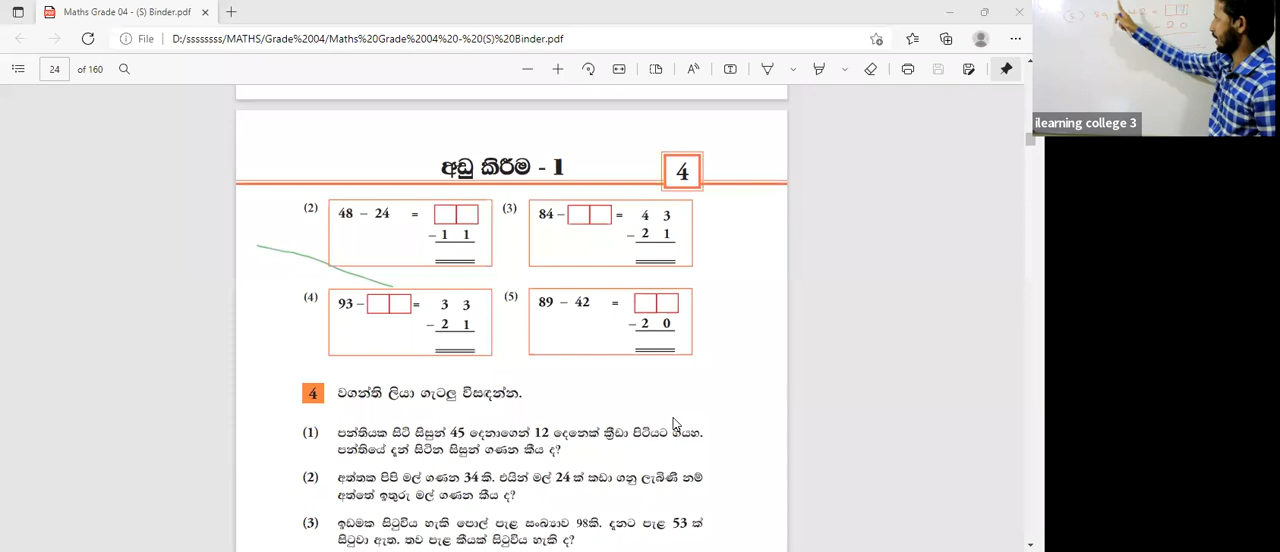 Maths Grade 04 - (S) Binder.pdf
File
D:/ssssssss/MATHS/Grade%2004/Maths%20Grade%2004%20-%20(S)%20Binder.pdf
24 of 160
ilearning college 3
අඩු කිරීම - 1
4
(2) 48 - 24 =
- 1 1
(3) 84 - = 4 3
- 2 1
(4) 93 - = 3 3
- 2 1
(5) 89 - 42 =
- 2 0
4 වගන්ති ලියා ගැටලු විසඳන්න.
(1) පන්තියක සිටි සිසුන් 45 දෙනාගෙන් 12 දෙනෙක් ක්‍රීඩා පිටියට ගියහ.
පන්තියේ දැන් සිටින සිසුන් ගණන කීය ද?
(2) අත්තක පිපි මල් ගණන 34 කි. එයින් මල් 24 ක් කඩා ගනු ලැබිණි නම්
අත්තේ ඉතුරු මල් ගණන කීය ද?
(3) ඉඩමක සිටුවිය හැකි පොල් පැළ සංඛ්‍යාව 98කි. දැනට පැළ 53 ක්
සිටුවා ඇත. තව පැළ කීයක් සිටුවිය හැකි ද?